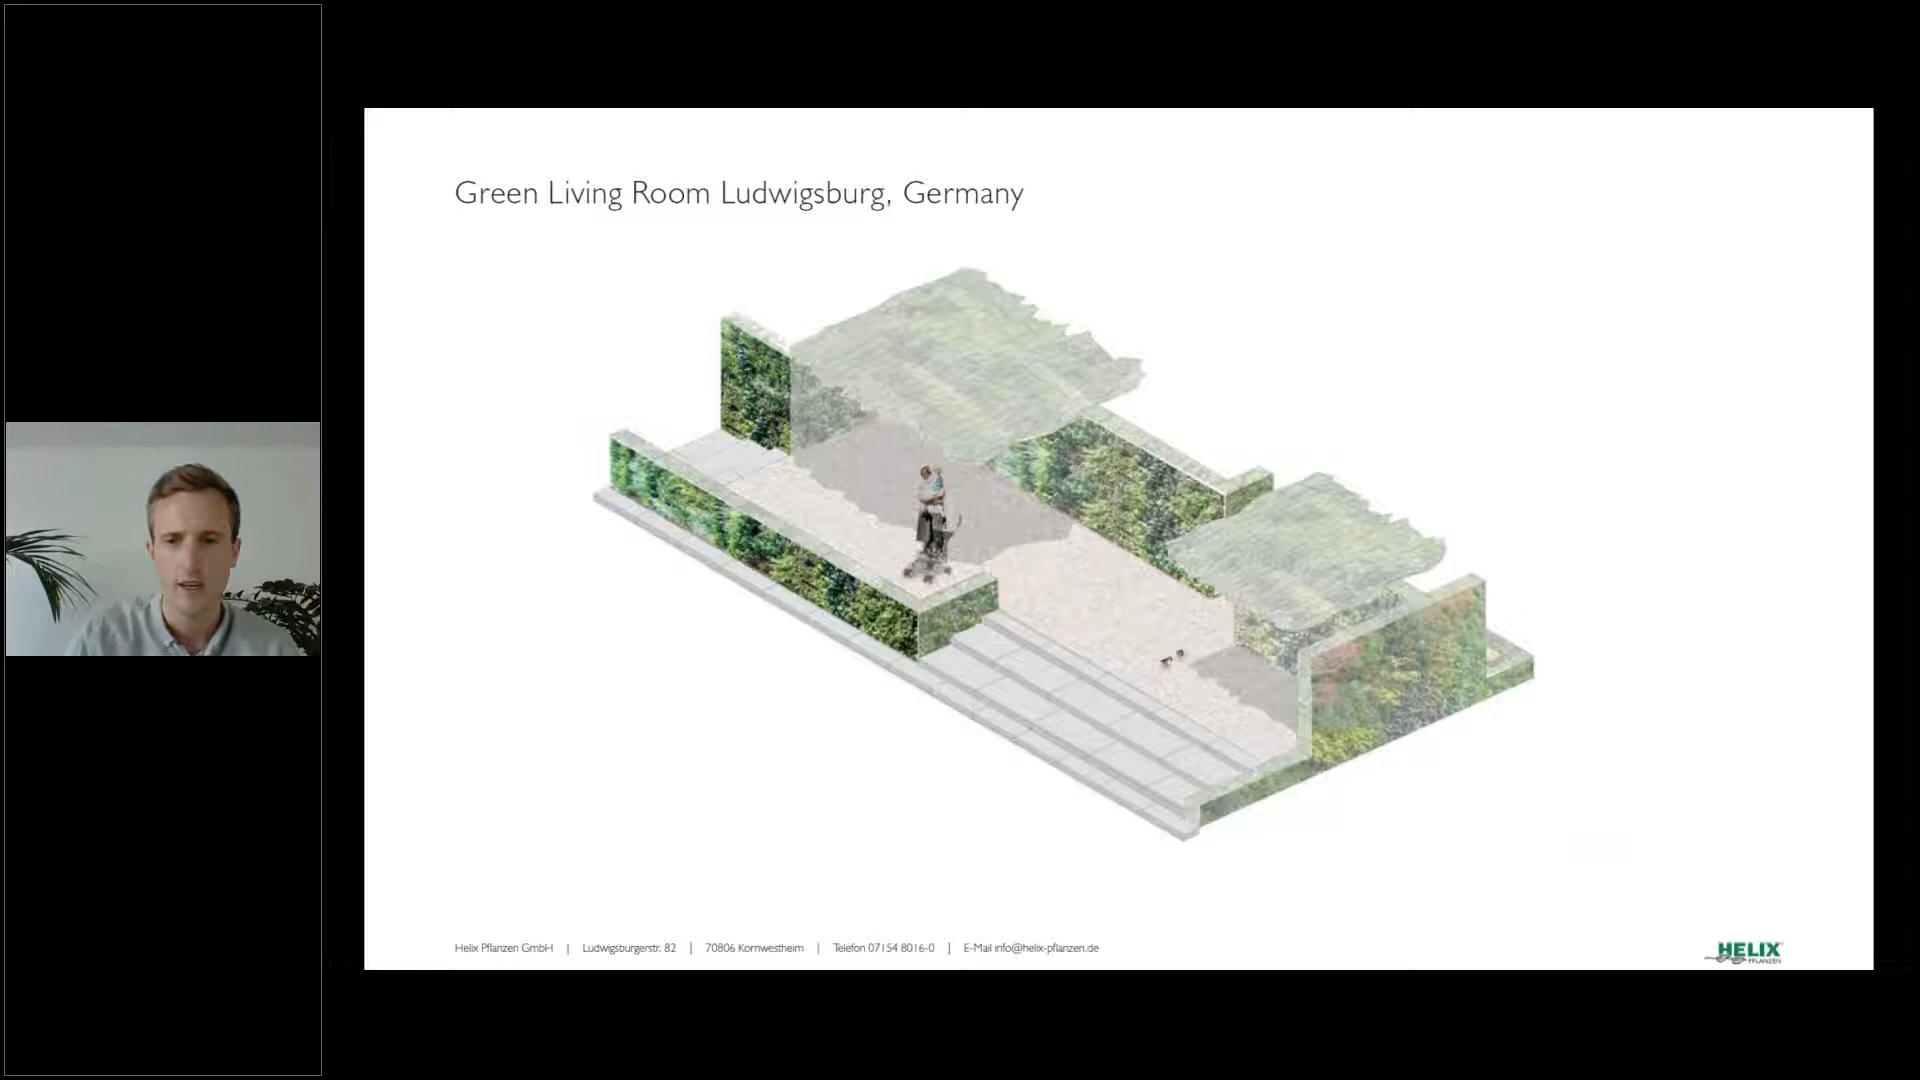 Green Living Room Ludwigsburg, Germany
Helix Pflanzen GmbH | Ludwigsburgerstr. 82 | 70806 Kornwestheim | Telefon 07154 8016-0 | E-Mail info@helix-pflanzen.de
HELIX
PFLANZEN